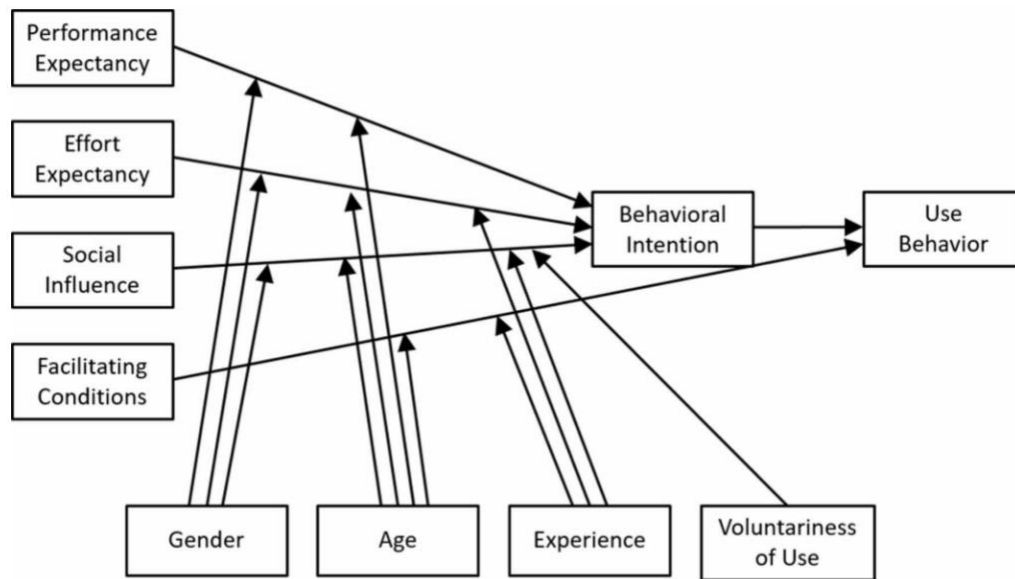 Performance
Expectancy
Effort
Expectancy
Social
Influence
Facilitating
Conditions
Behavioral
Intention
Use
Behavior
Gender
Age
Experience
Voluntariness
of Use